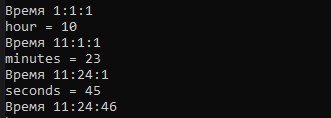 Время 1:1:1
hour = 10
Время 11:1:1
minutes = 23
Время 11:24:1
seconds = 45
Время 11:24:46